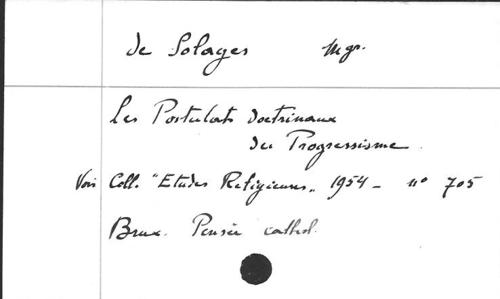 de Solages Mgr.
Les Postulats doctrinaux
du Progressisme.
Voir Coll. "Etudes Religieuses" 1954 - n° 705
Brux. Pensée cathol.